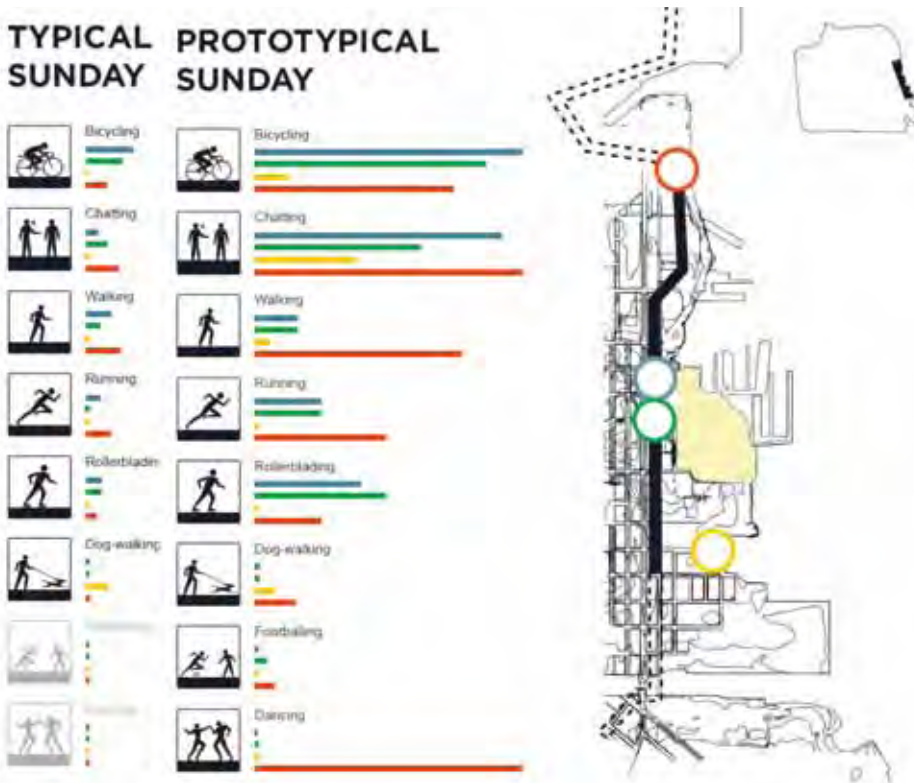 TYPICAL
SUNDAY
Bicycling
Chatting
Walking
Running
Rollerbladin
Dog-walking
PROTOTYPICAL
SUNDAY
Bicycling
Chatting
Walking
Running
Rollerblading
Dog-walking
Footballing
Dancing